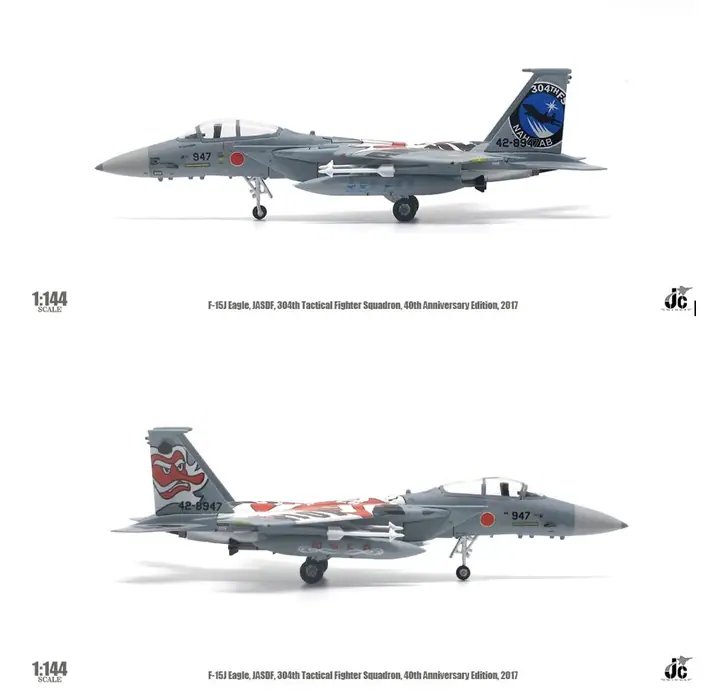 304TH FS
NAHA AB
42-8947
947
1:144
SCALE
F-15J Eagle, JASDF, 304th Tactical Fighter Squadron, 40th Anniversary Edition, 2017
JC
42-8947
947
1:144
SCALE
F-15J Eagle, JASDF, 304th Tactical Fighter Squadron, 40th Anniversary Edition, 2017
JC